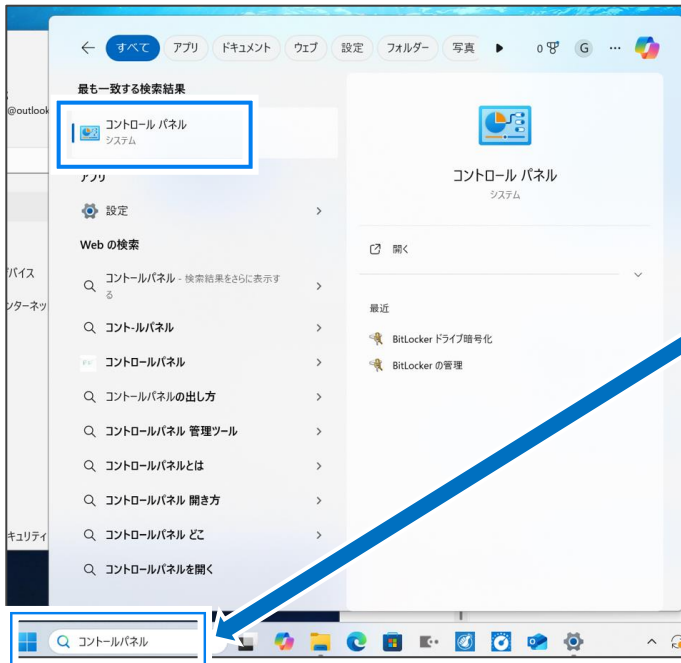 すべて アプリ ドキュメント ウェブ 設定 フォルダー 写真 0 G ...
最も一致する検索結果
@outlook
コントロール パネル
システム
アプリ
設定
Web の検索
バイス
コントールパネル - 検索結果をさらに表示す
る
ンターネッ
コント-ルパネル
コントロールパネル
コントールパネルの出し方
コントロールパネル 管理ツール
コントロールパネルとは
コントロールパネル 開き方
コントロールパネル どこ
キュリティ
コントロールパネルを開く
コントロール パネル
システム
開く
最近
BitLocker ドライブ暗号化
BitLocker の管理
コントールパネル